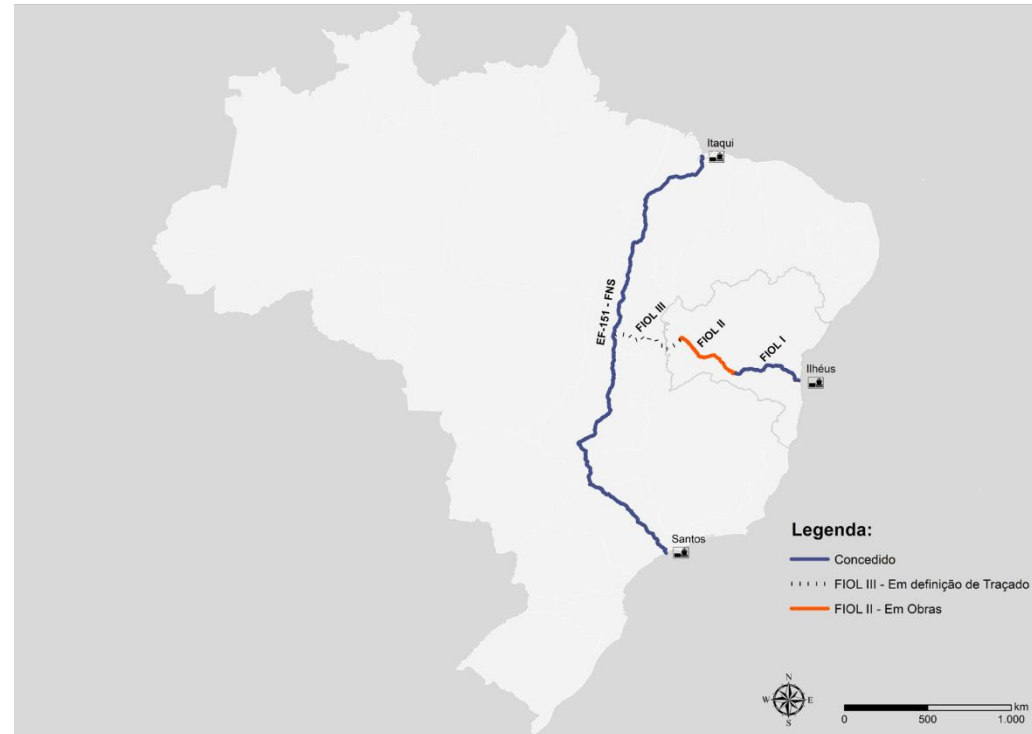 Itaqui
EF-151 - FNS
FIOL III
FIOL II
FIOL I
Ilhéus
Santos
Legenda:
Concedido
FIOL III - Em definição de Traçado
FIOL II - Em Obras
N
W
E
S
km
0 500 1.000